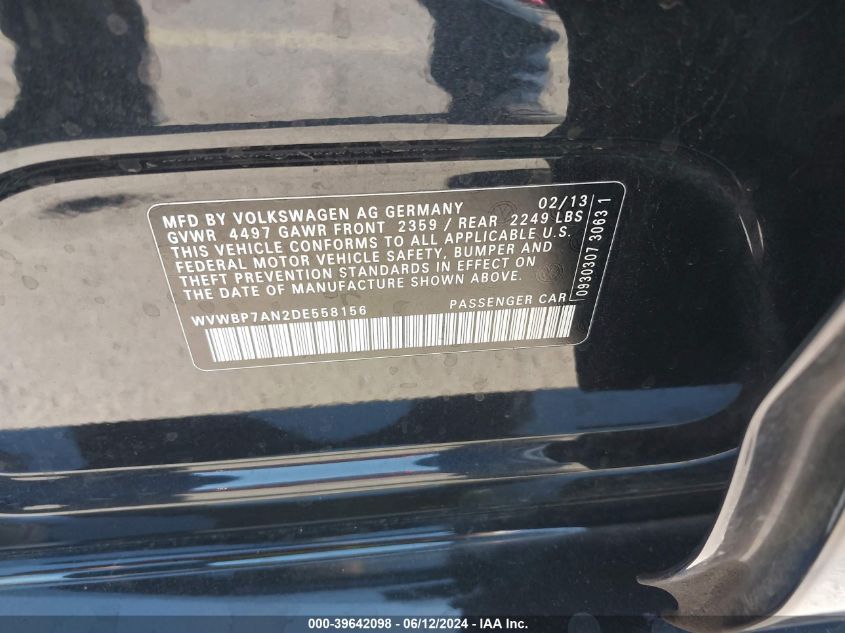 MFD BY VOLKSWAGEN AG GERMANY 02/13
GVWR 4497 GAWR FRONT 2359 / REAR 2249 LBS
THIS VEHICLE CONFORMS TO ALL APPLICABLE U.S.
FEDERAL MOTOR VEHICLE SAFETY, BUMPER AND
THEFT PREVENTION STANDARDS IN EFFECT ON
THE DATE OF MANUFACTURE SHOWN ABOVE.
WVWBP7AN2DE558156 PASSENGER CAR
0930307 3063 1
000-39642098 - 06/12/2024 - IAA Inc.